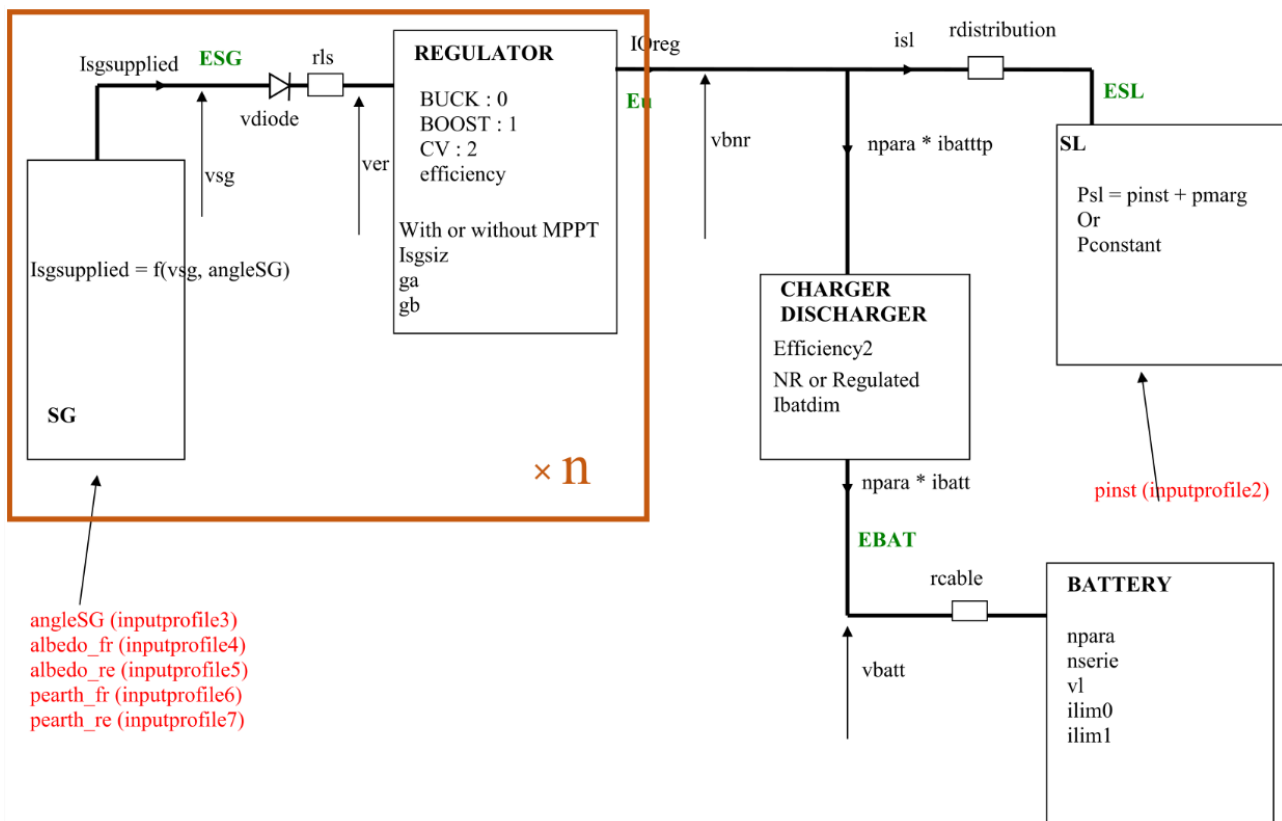 Isgsupplied
ESG
rls
vdiode
vsg
ver
SG
Isgsupplied = f(vsg, angleSG)
REGULATOR
BUCK : 0
BOOST : 1
CV : 2
efficiency
With or without MPPT
Isgsiz
ga
gb
× n
IOreg
Eu
vbnr
isl
rdistribution
ESL
npara * ibatttp
SL
Psl = pinst + pmarg
Or
Pconstant
CHARGER
DISCHARGER
Efficiency2
NR or Regulated
Ibatdim
npara * ibatt
pinst (inputprofile2)
EBAT
rcable
vbatt
BATTERY
npara
nserie
vl
ilim0
ilim1
angleSG (inputprofile3)
albedo_fr (inputprofile4)
albedo_re (inputprofile5)
pearth_fr (inputprofile6)
pearth_re (inputprofile7)